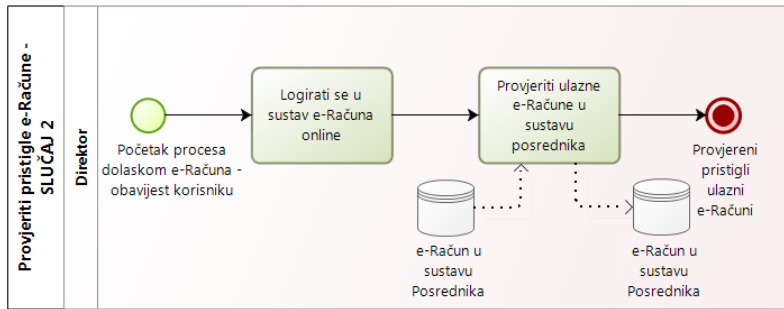 Provjeriti pristigle e-Račune -
SLUČAJ 2
Direktor
Početak procesa
dolaskom e-Računa -
obavijest korisniku
Logirati se u
sustav e-Računa
online
Provjeriti ulazne
e-Račune u
sustavu
posrednika
Provjereni
pristigli
ulazni
e-Računi
e-Račun u
sustavu
Posrednika
e-Račun u
sustavu
Posrednika